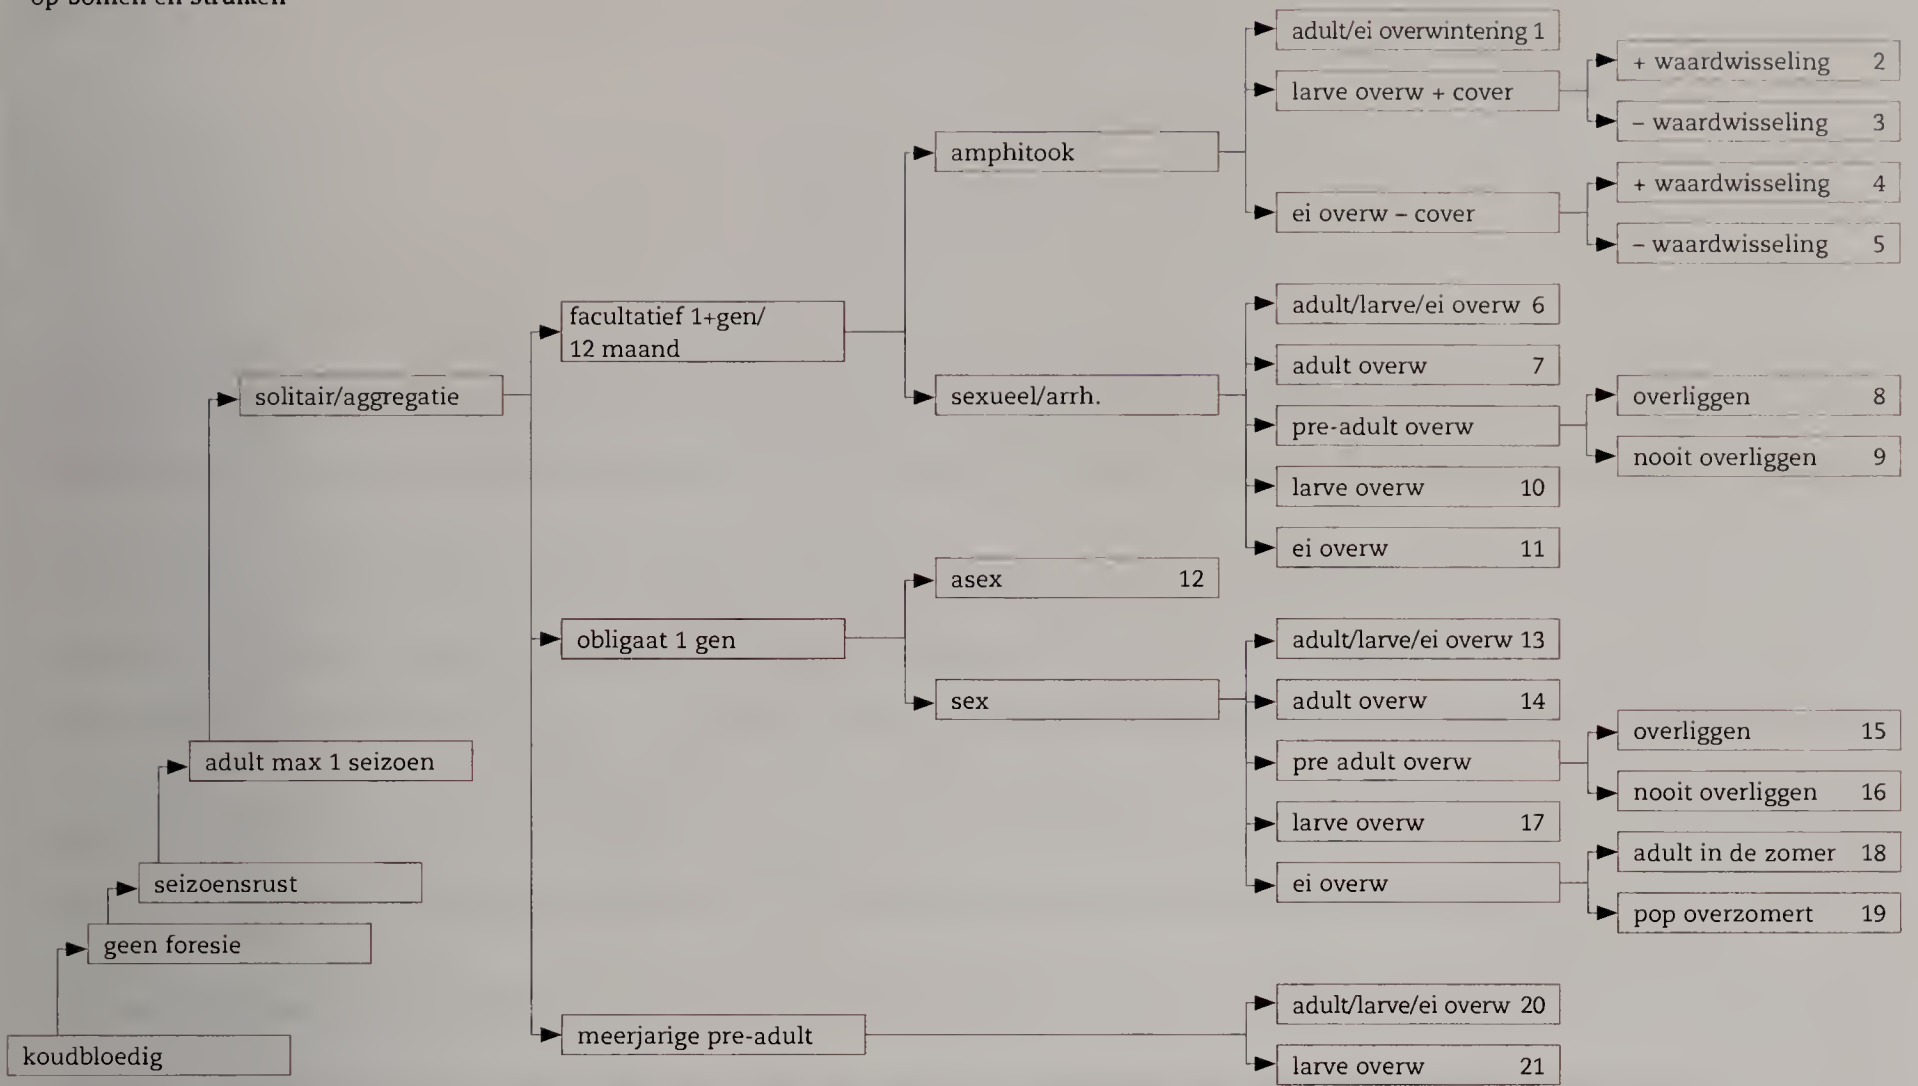 op bomen en struiken
adult/ei overwintering 1
+ waardwisseling 2
larve overw + cover
– waardwisseling 3
amphitook
+ waardwisseling 4
ei overw – cover
– waardwisseling 5
facultatief 1+gen/
12 maand
adult/larve/ei overw 6
adult overw 7
solitair/aggregatie
sexueel/arrh.
overliggen 8
pre-adult overw
nooit overliggen 9
larve overw 10
ei overw 11
asex 12
obligaat 1 gen
adult/larve/ei overw 13
sex
adult overw 14
overliggen 15
adult max 1 seizoen
pre adult overw
nooit overliggen 16
larve overw 17
adult in de zomer 18
seizoensrust
ei overw
pop overzomert 19
geen foresie
adult/larve/ei overw 20
meerjarige pre-adult
koudbloedig
larve overw 21